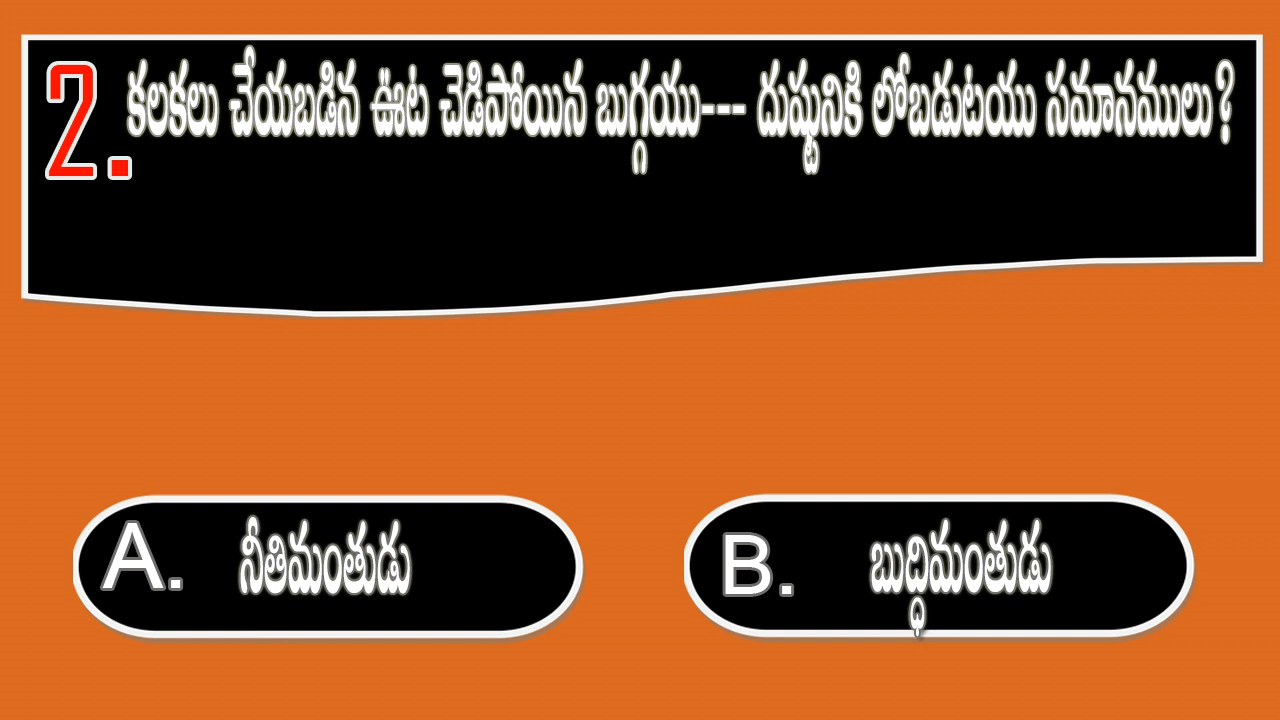 2. కలకలు చేయబడిన ఊట చెడిపోయిన బుగ్గయు--- దుష్టునికి లోబడుటయు సమానములు?
A. నీతిమంతుడు
B. బుద్ధిమంతుడు